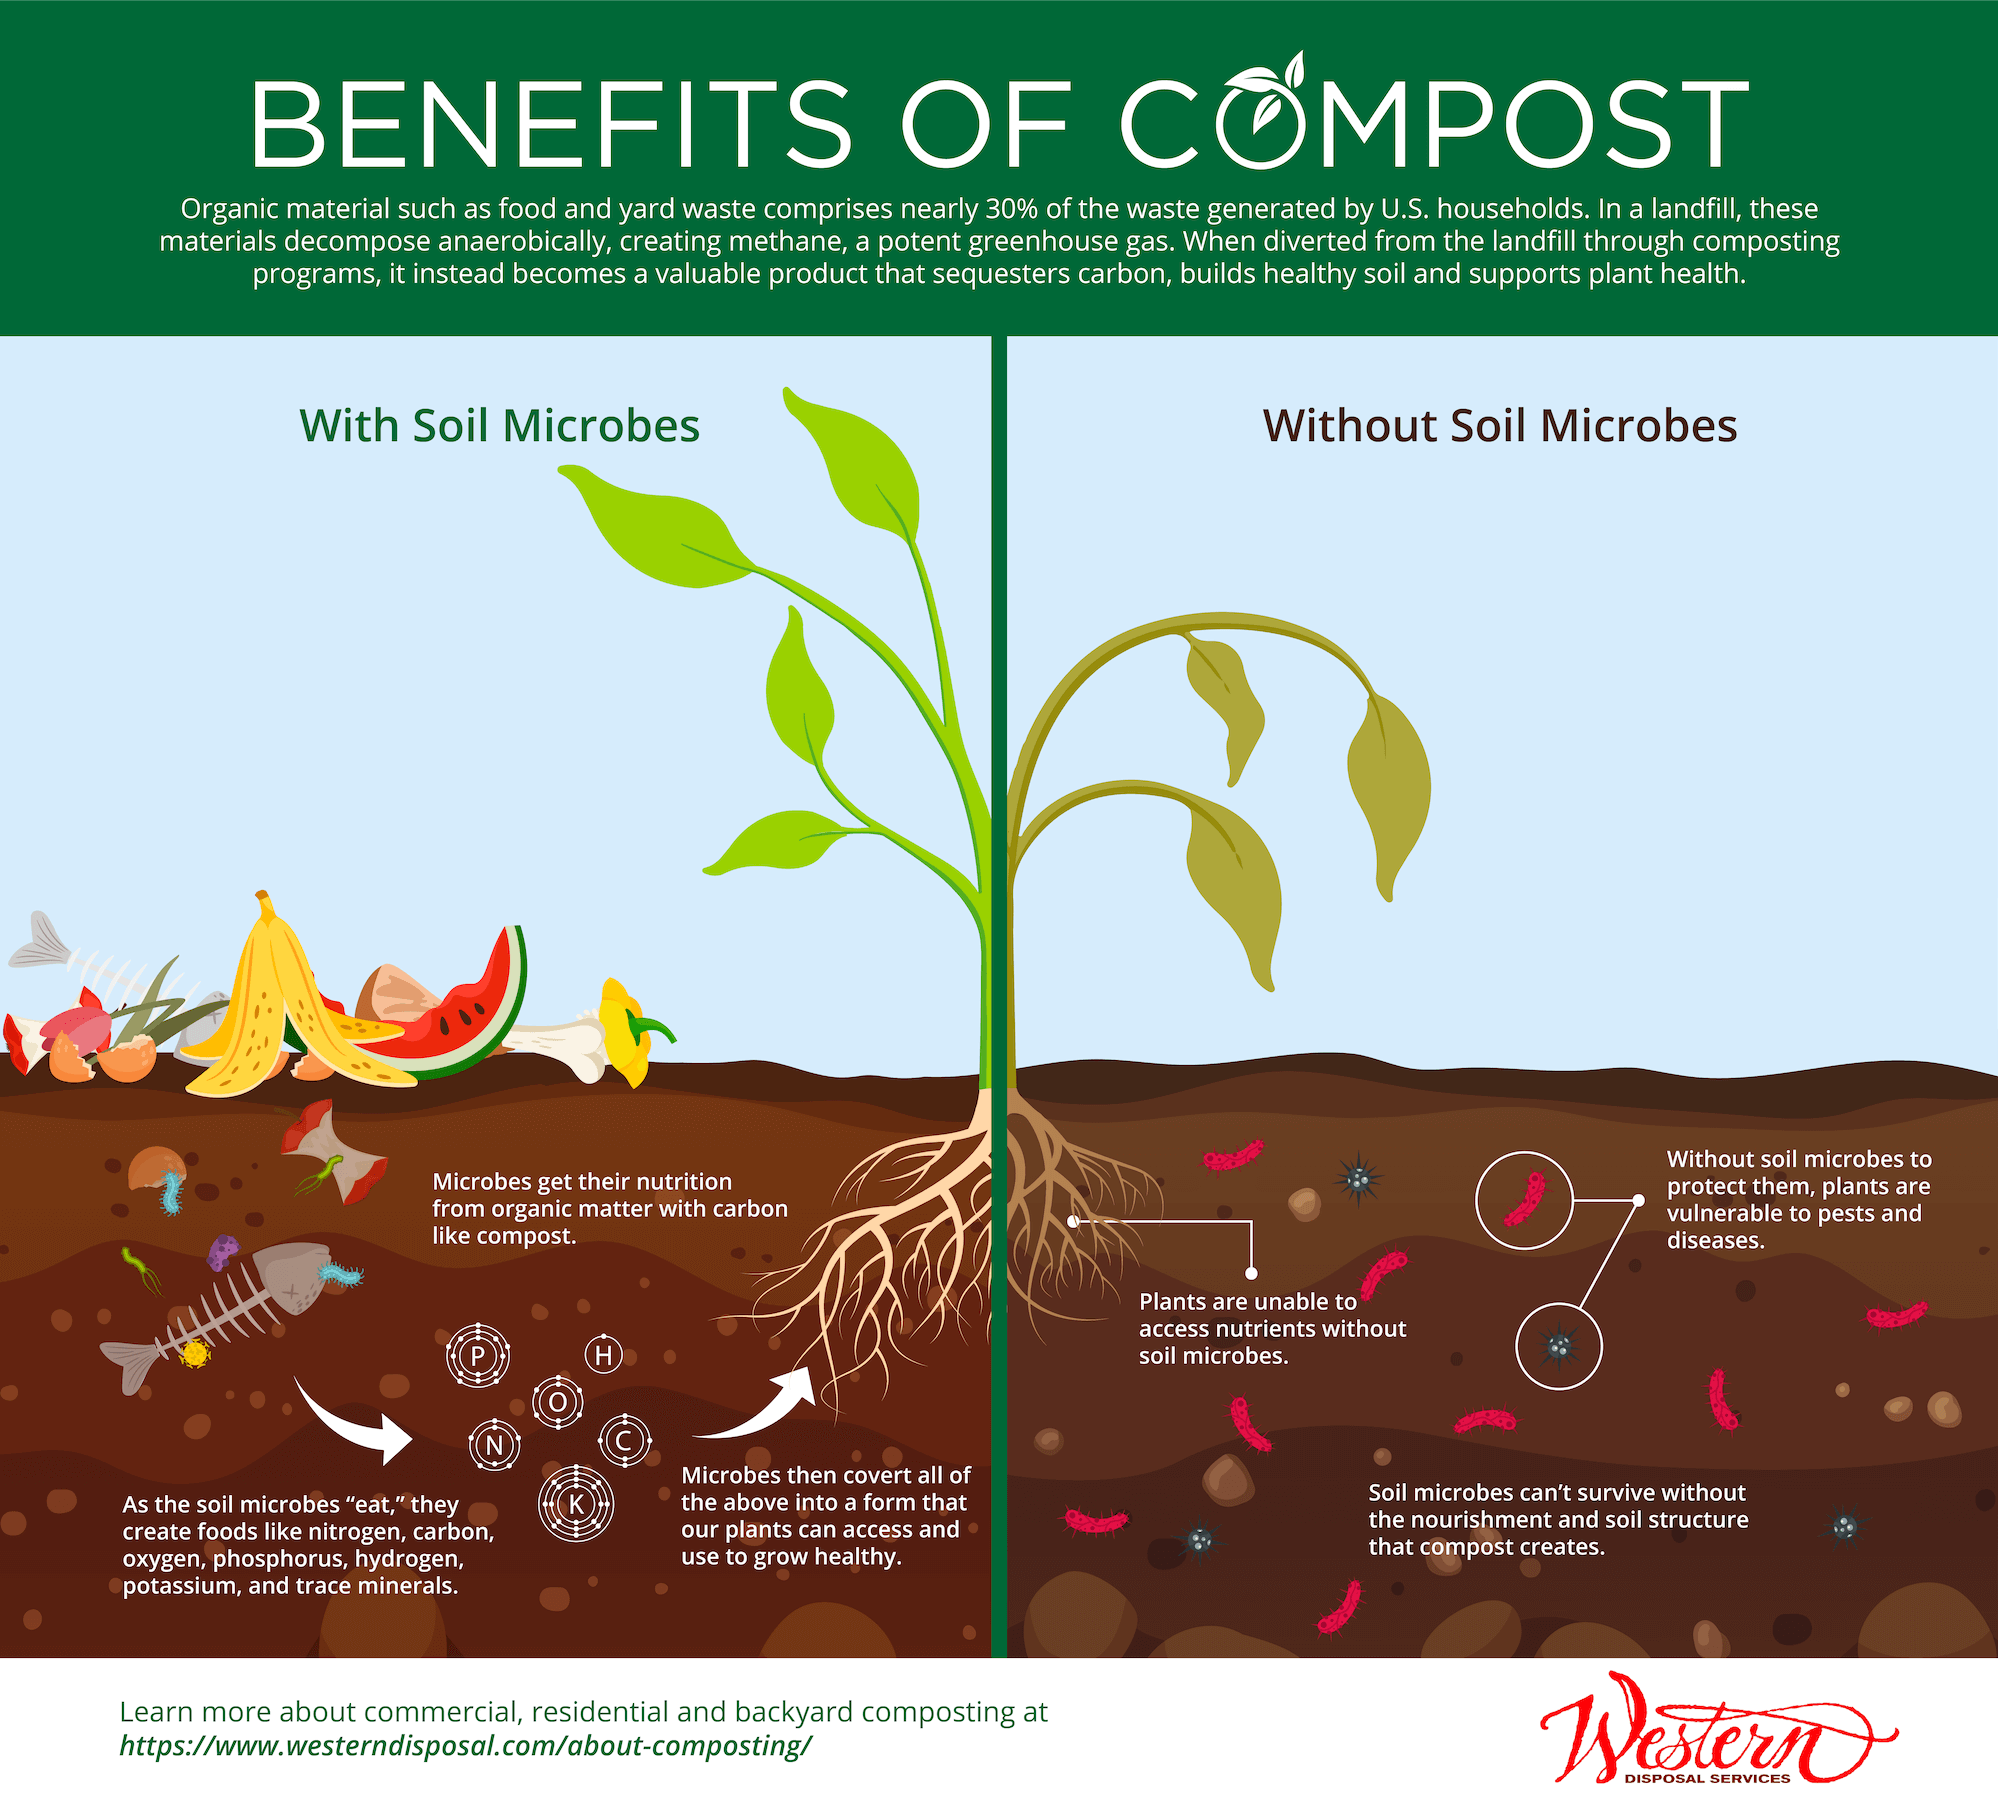 BENEFITS OF COMPOST
Organic material such as food and yard waste comprises nearly 30% of the waste generated by U.S. households. In a landfill, these
materials decompose anaerobically, creating methane, a potent greenhouse gas. When diverted from the landfill through composting
programs, it instead becomes a valuable product that sequesters carbon, builds healthy soil and supports plant health.
With Soil Microbes
Microbes get their nutrition
from organic matter with carbon
like compost.
As the soil microbes “eat,” they
create foods like nitrogen, carbon,
oxygen, phosphorus, hydrogen,
potassium, and trace minerals.
P
H
O
N
C
K
Microbes then covert all of
the above into a form that
our plants can access and
use to grow healthy.
Without Soil Microbes
Plants are unable to
access nutrients without
soil microbes.
Without soil microbes to
protect them, plants are
vulnerable to pests and
diseases.
Soil microbes can’t survive without
the nourishment and soil structure
that compost creates.
Learn more about commercial, residential and backyard composting at
https://www.westerndisposal.com/about-composting/
Western
DISPOSAL SERVICES